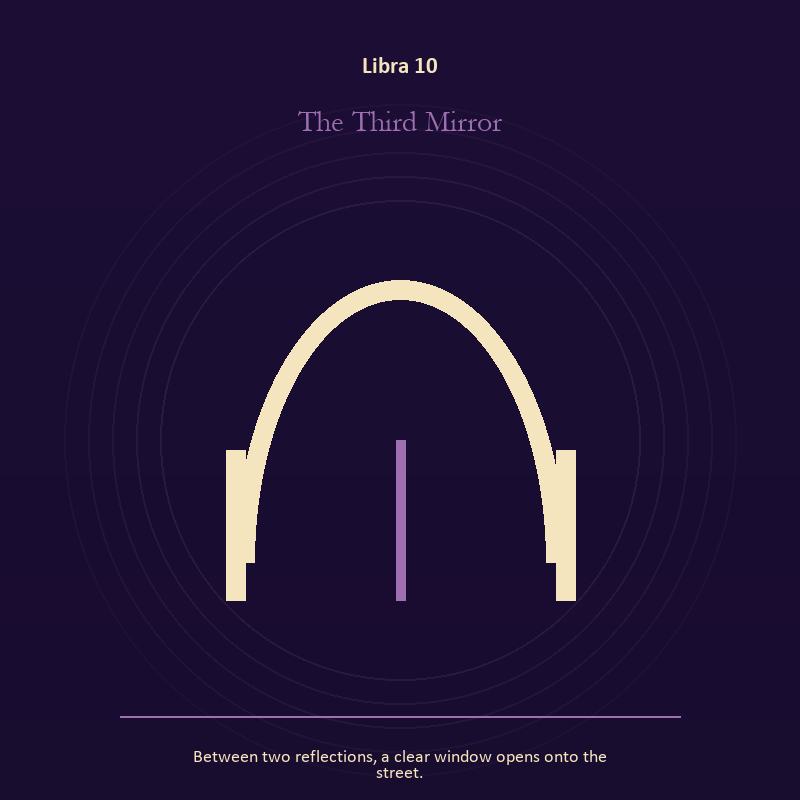 Libra 10
The Third Mirror
Between two reflections, a clear window opens onto the
street.